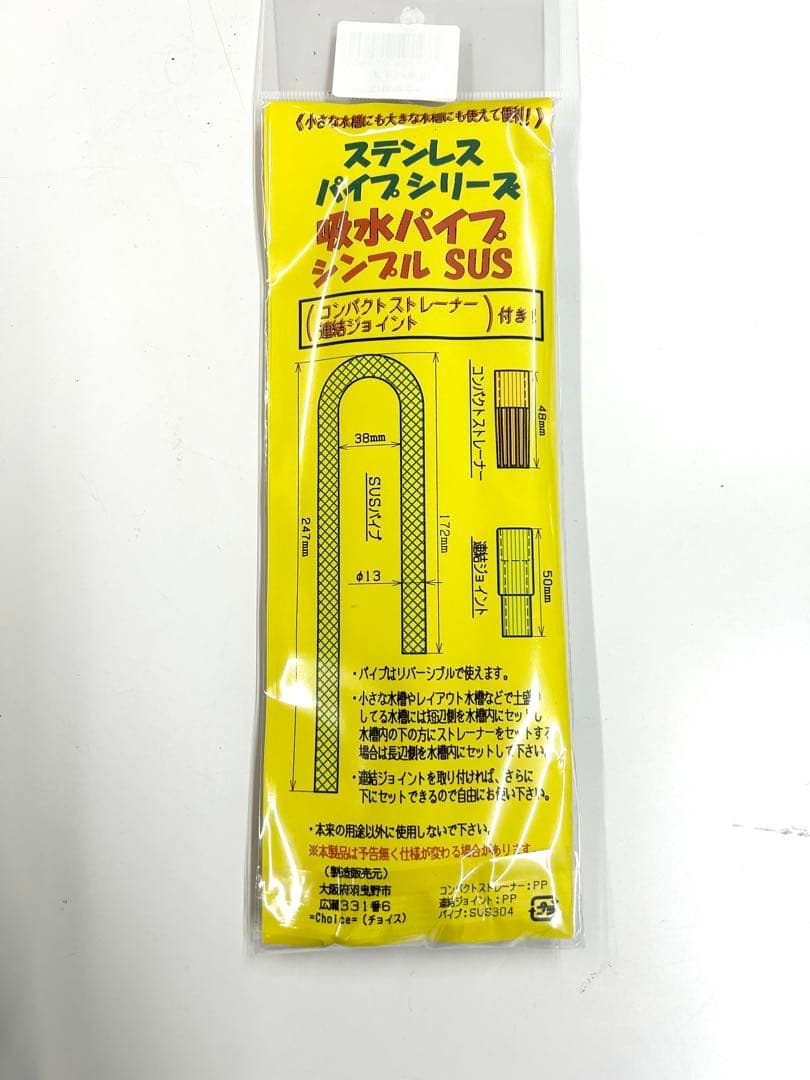 《小さな水槽にも大きな水槽にも使えて便利!》
ステンレス
パイプシリーズ
吸水パイプ
シンプル SUS
(コンパクトストレーナー
連結ジョイント)付き!
38mm
SUSパイプ
247mm
172mm
φ13
コンパクトストレーナー
48mm
連結ジョイント
50mm
・パイプはリバーシブルで使えます。
・小さな水槽やレイアウト水槽などで土盛り
してる水槽には短辺側を水槽内にセットし
水槽内の下の方にストレーナーをセットする
場合は長辺側を水槽内にセットして下さい。
・連結ジョイントを取り付ければ、さらに
下にセットできるので自由にお使い下さい。
・本来の用途以外に使用しないで下さい。
※本製品は予告無く仕様が変わる場合があります。
(製造販売元)
大阪府羽曳野市
広瀬331番6
=Choice=(チョイス)
コンパクトストレーナー:PP
連結ジョイント:PP
パイプ:SUS304